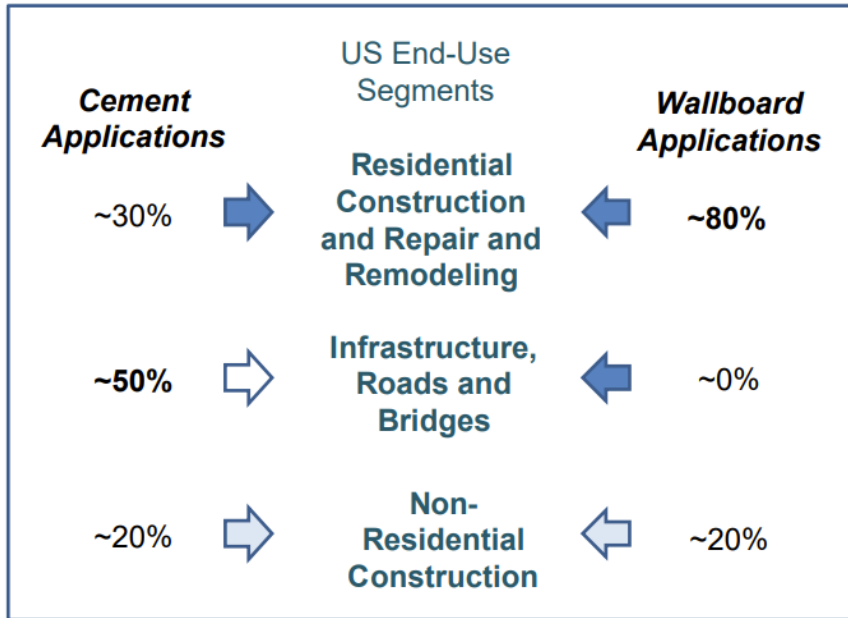 US End-Use
Segments
Cement
Applications
Wallboard
Applications
~30%
Residential
Construction
and Repair and
Remodeling
~80%
~50%
Infrastructure,
Roads and
Bridges
~0%
~20%
Non-
Residential
Construction
~20%